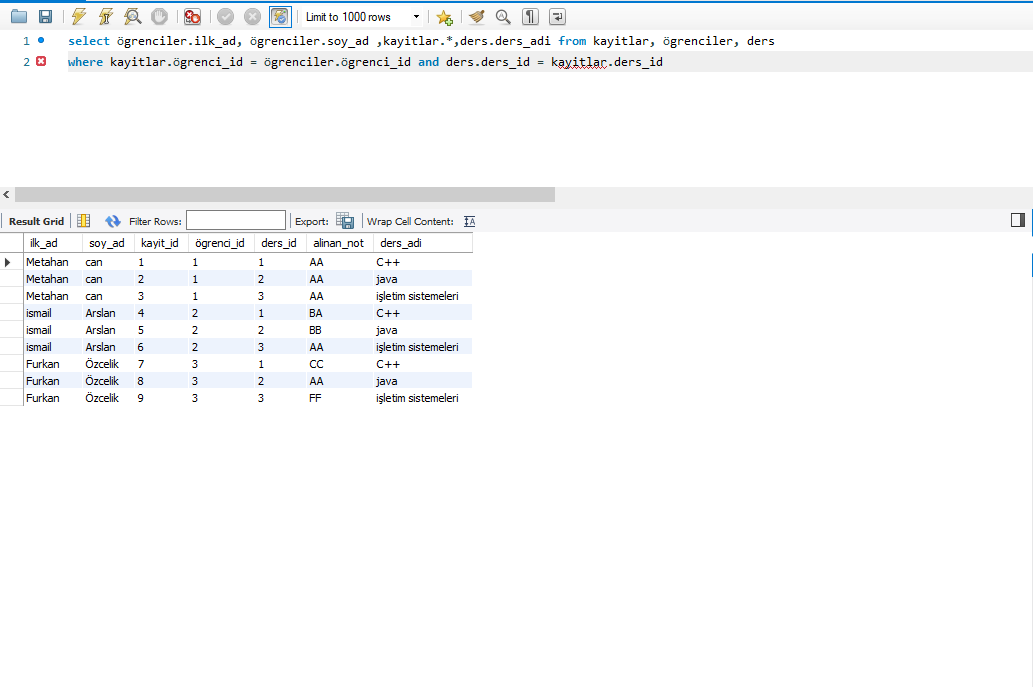 Limit to 1000 rows
1 select ögrenciler.ilk_ad, ögrenciler.soy_ad ,kayitlar.*,ders.ders_adi from kayitlar, ögrenciler, ders
2 where kayitlar.ögrenci_id = ögrenciler.ögrenci_id and ders.ders_id = kayitlar.ders_id
Result Grid Filter Rows: Export: Wrap Cell Content:
ilk_ad soy_ad kayit_id ögrenci_id ders_id alinan_not ders_adi
Metahan can 1 1 1 AA C++
Metahan can 2 1 2 AA java
Metahan can 3 1 3 AA işletim sistemeleri
ismail Arslan 4 2 1 BA C++
ismail Arslan 5 2 2 BB java
ismail Arslan 6 2 3 AA işletim sistemeleri
Furkan Özcelik 7 3 1 CC C++
Furkan Özcelik 8 3 2 AA java
Furkan Özcelik 9 3 3 FF işletim sistemeleri